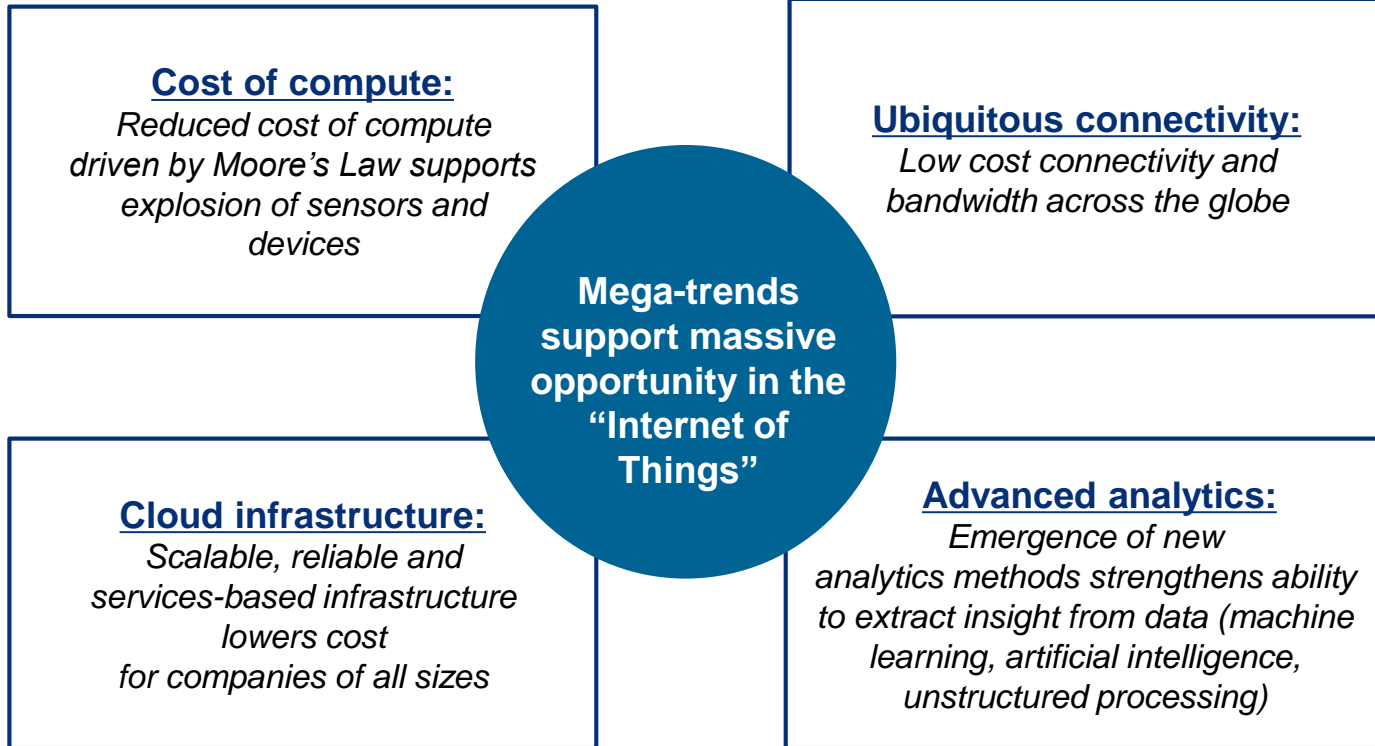 Cost of compute:
Reduced cost of compute
driven by Moore’s Law supports
explosion of sensors and
devices
Ubiquitous connectivity:
Low cost connectivity and
bandwidth across the globe
Mega-trends
support massive
opportunity in the
“Internet of
Things”
Cloud infrastructure:
Scalable, reliable and
services-based infrastructure
lowers cost
for companies of all sizes
Advanced analytics:
Emergence of new
analytics methods strengthens ability
to extract insight from data (machine
learning, artificial intelligence,
unstructured processing)